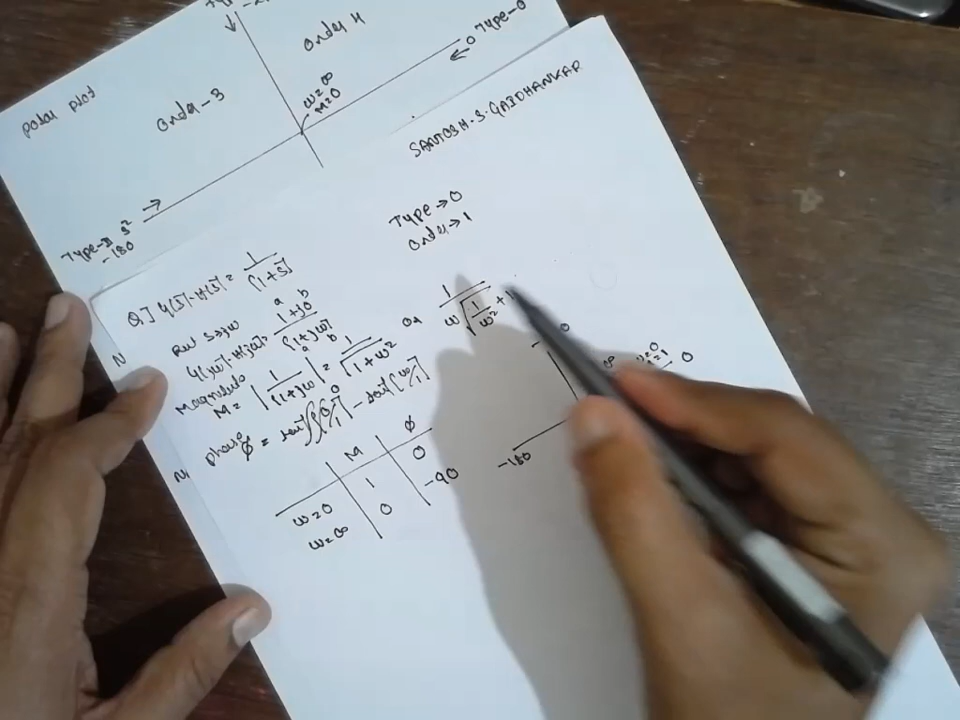 Order 4
0 Type-0
Polar plot
Order-3
ω=∞
M=0
SANTOSH.S.GAIDHANKAR
Type-II s²
-180
Type→0
Order→1
Q] G(s).H(s) = 1/(1+s)
Put s→jω
G(jω).H(jω) = (1+j0)/(1+jω)
a b
a b
Magnitude
M = |1/(1+jω)| = 1/√(1+ω²) or 1/(ω√(1/ω²+1))
phase
φ = tan⁻¹[0/1] - tan⁻¹[ω/1]
M φ
ω=0 1 0
ω=∞ 0 -90
-180
∞
ω=0
0